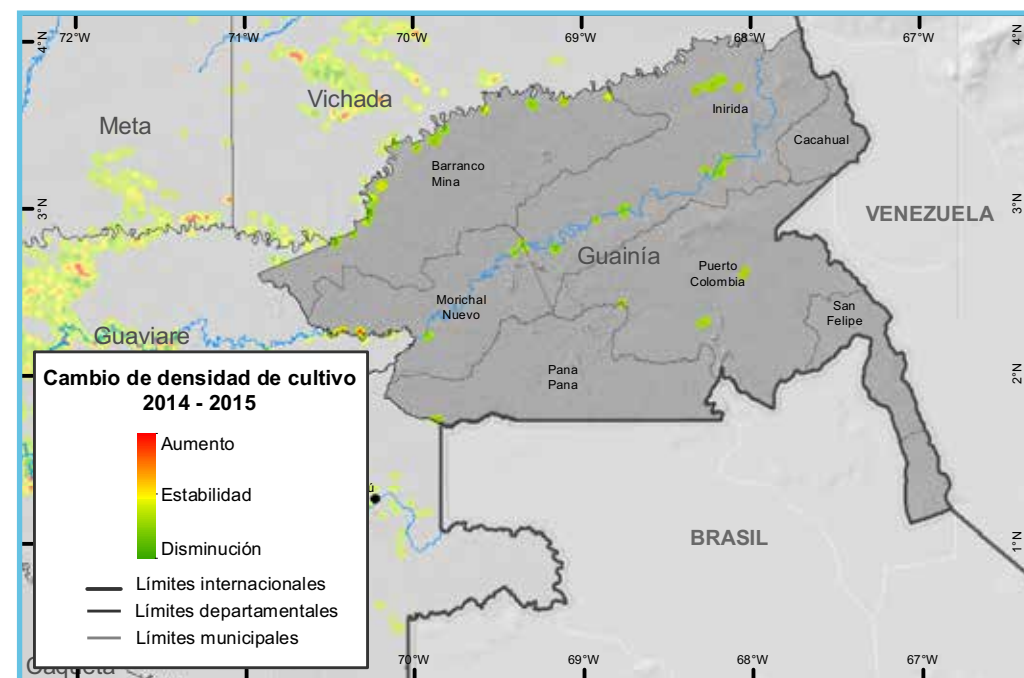 72°W 71°W 70°W 69°W 68°W 67°W
4°N
4°N
Vichada
Meta
Inirida
Cacahual
Barranco
Mina
3°N
3°N
VENEZUELA
Guainía
Puerto
Colombia
Morichal
Nuevo
San
Felipe
Guaviare
Pana
Pana
2°N
Cambio de densidad de cultivo
2014 - 2015
Aumento
Estabilidad
Disminución
Límites internacionales
Límites departamentales
Límites municipales
ú
BRASIL
1°N
Caquetá
70°W 69°W 68°W 67°W